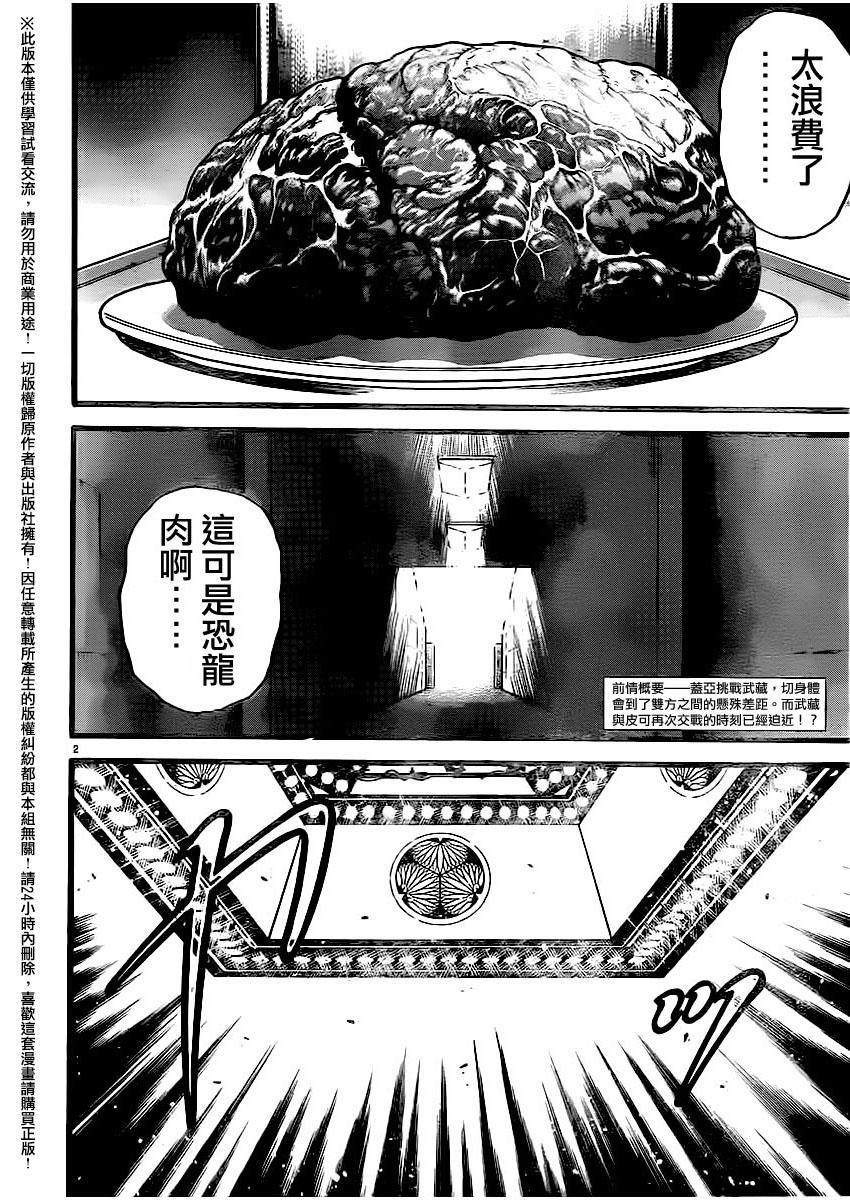 太浪費了
………………
這可是恐龍
肉啊……
前情概要——蓋亞挑戰武藏，切身體
會到了雙方之間的懸殊差距。而武藏
與皮可再次交戰的時刻已經迫近！？
2
※此版本僅供學習試看交流，請勿用於商業用途！一切版權歸原作者與出版社擁有！因任意轉載所產生的版權糾紛都與本組無關！請24小時內刪除，喜歡這套漫畫請購買正版！